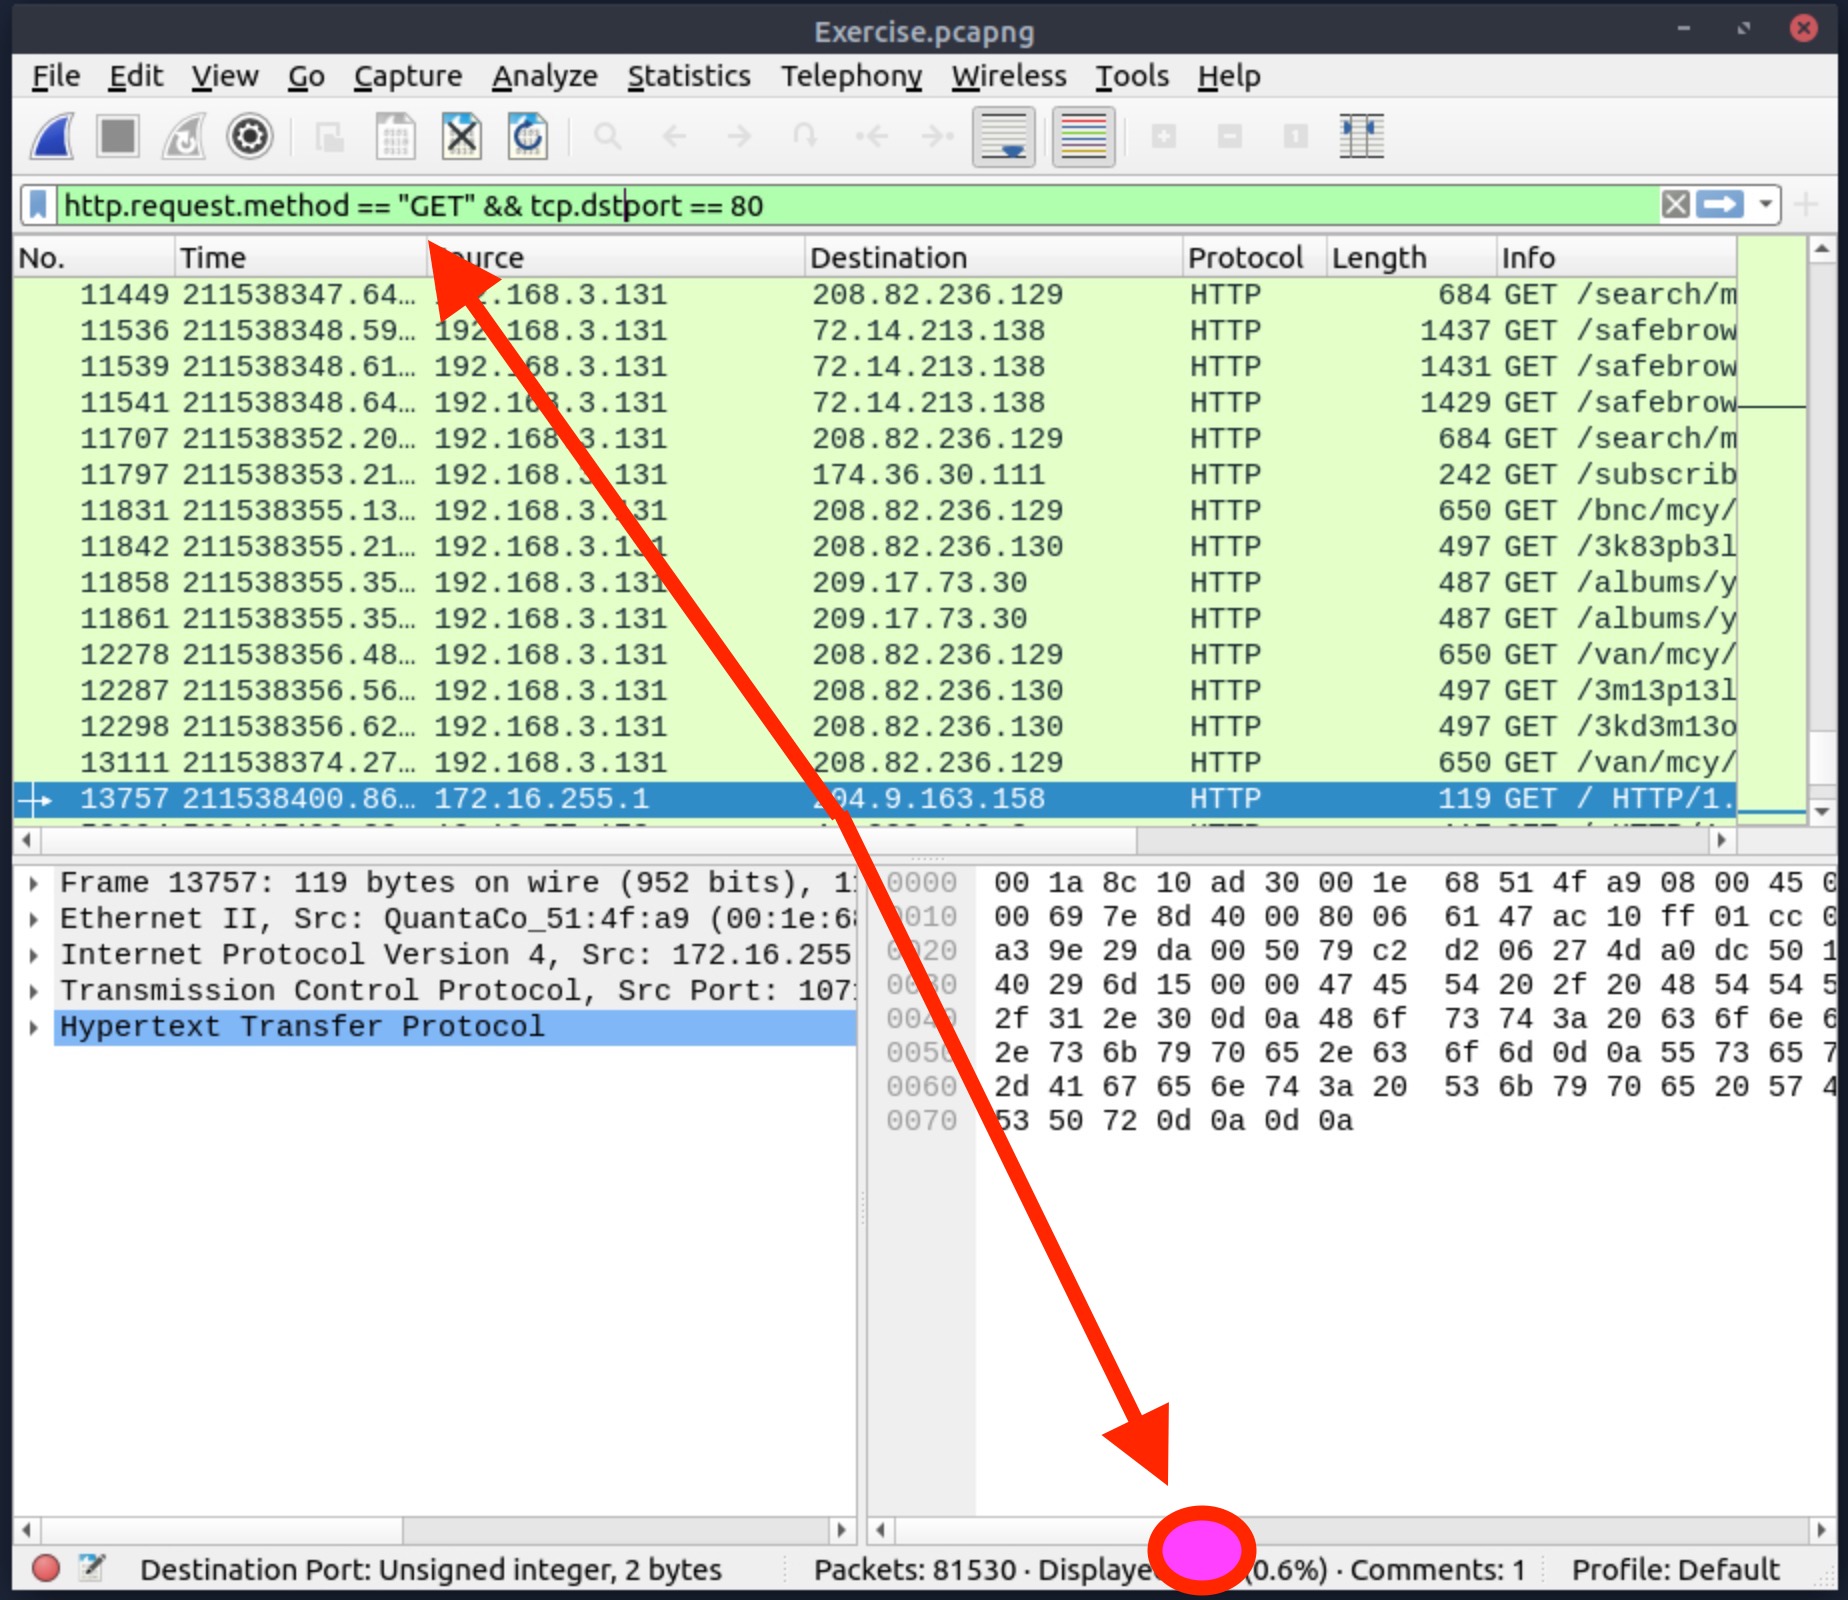 Exercise.pcapng
File Edit View Go Capture Analyze Statistics Telephony Wireless Tools Help
http.request.method == "GET" && tcp.dstport == 80
No. Time Source Destination Protocol Length Info
11449 211538347.64… 192.168.3.131 208.82.236.129 HTTP 684 GET /search/m
11536 211538348.59… 192.168.3.131 72.14.213.138 HTTP 1437 GET /safebrow
11539 211538348.61… 192.168.3.131 72.14.213.138 HTTP 1431 GET /safebrow
11541 211538348.64… 192.168.3.131 72.14.213.138 HTTP 1429 GET /safebrow
11707 211538352.20… 192.168.3.131 208.82.236.129 HTTP 684 GET /search/m
11797 211538353.21… 192.168.3.131 174.36.30.111 HTTP 242 GET /subscrib
11831 211538355.13… 192.168.3.131 208.82.236.129 HTTP 650 GET /bnc/mcy/
11842 211538355.21… 192.168.3.131 208.82.236.130 HTTP 497 GET /3k83pb3l
11858 211538355.35… 192.168.3.131 209.17.73.30 HTTP 487 GET /albums/y
11861 211538355.35… 192.168.3.131 209.17.73.30 HTTP 487 GET /albums/y
12278 211538356.48… 192.168.3.131 208.82.236.129 HTTP 650 GET /van/mcy/
12287 211538356.56… 192.168.3.131 208.82.236.130 HTTP 497 GET /3m13p13l
12298 211538356.62… 192.168.3.131 208.82.236.130 HTTP 497 GET /3kd3m13o
13111 211538374.27… 192.168.3.131 208.82.236.129 HTTP 650 GET /van/mcy/
13757 211538400.86… 172.16.255.1 204.9.163.158 HTTP 119 GET / HTTP/1.
Frame 13757: 119 bytes on wire (952 bits), 1
Ethernet II, Src: QuantaCo_51:4f:a9 (00:1e:6
Internet Protocol Version 4, Src: 172.16.255
Transmission Control Protocol, Src Port: 107
Hypertext Transfer Protocol
0000 00 1a 8c 10 ad 30 00 1e 68 51 4f a9 08 00 45 0
0010 00 69 7e 8d 40 00 80 06 61 47 ac 10 ff 01 cc 0
0020 a3 9e 29 da 00 50 79 c2 d2 06 27 4d a0 dc 50 1
0030 40 29 6d 15 00 00 47 45 54 20 2f 20 48 54 54 5
0040 2f 31 2e 30 0d 0a 48 6f 73 74 3a 20 63 6f 6e 6
0050 2e 73 6b 79 70 65 2e 63 6f 6d 0d 0a 55 73 65 7
0060 2d 41 67 65 6e 74 3a 20 53 6b 79 70 65 20 57 4
0070 53 50 72 0d 0a 0d 0a
Destination Port: Unsigned integer, 2 bytes
Packets: 81530 · Displaye (0.6%) · Comments: 1
Profile: Default